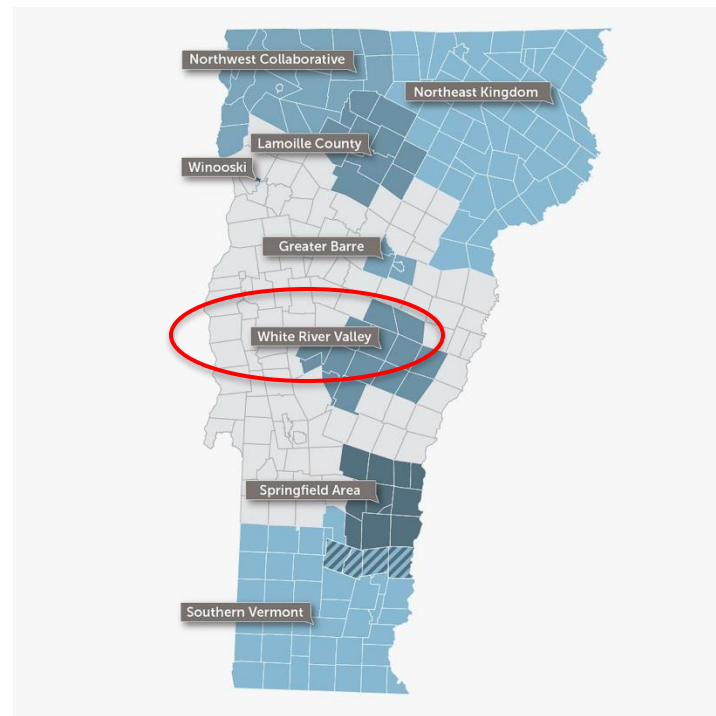 Northwest Collaborative
Northeast Kingdom
Lamoille County
Winooski
Greater Barre
White River Valley
Springfield Area
Southern Vermont